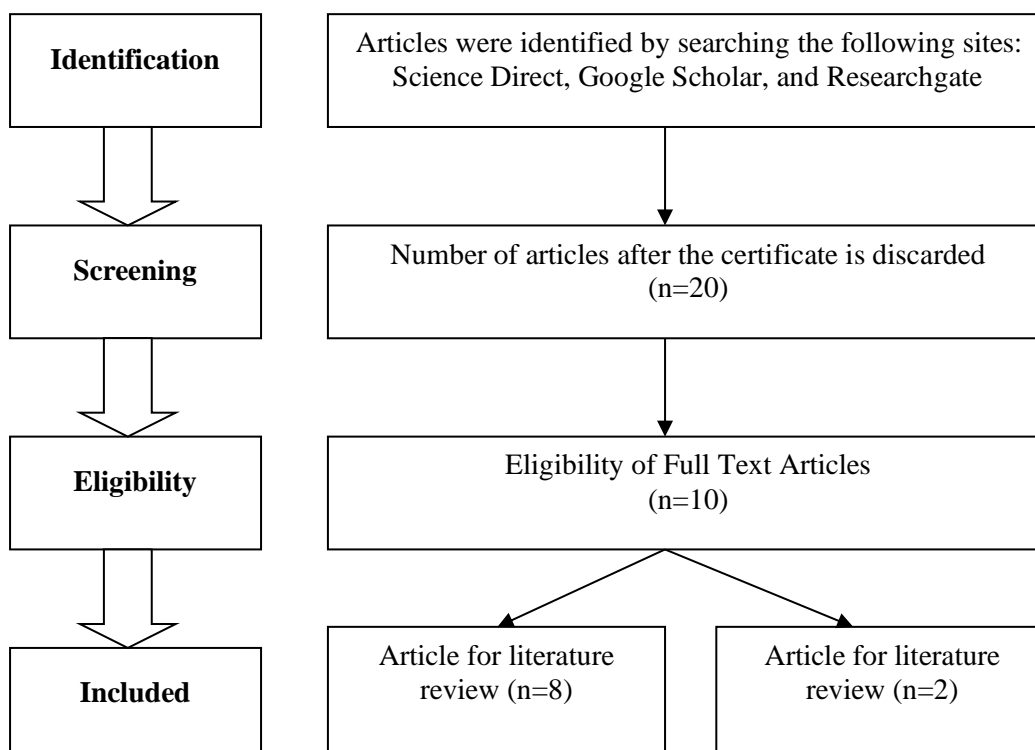 Identification
Articles were identified by searching the following sites:
Science Direct, Google Scholar, and Researchgate
Screening
Number of articles after the certificate is discarded
(n=20)
Eligibility
Eligibility of Full Text Articles
(n=10)
Included
Article for literature
review (n=8)
Article for literature
review (n=2)